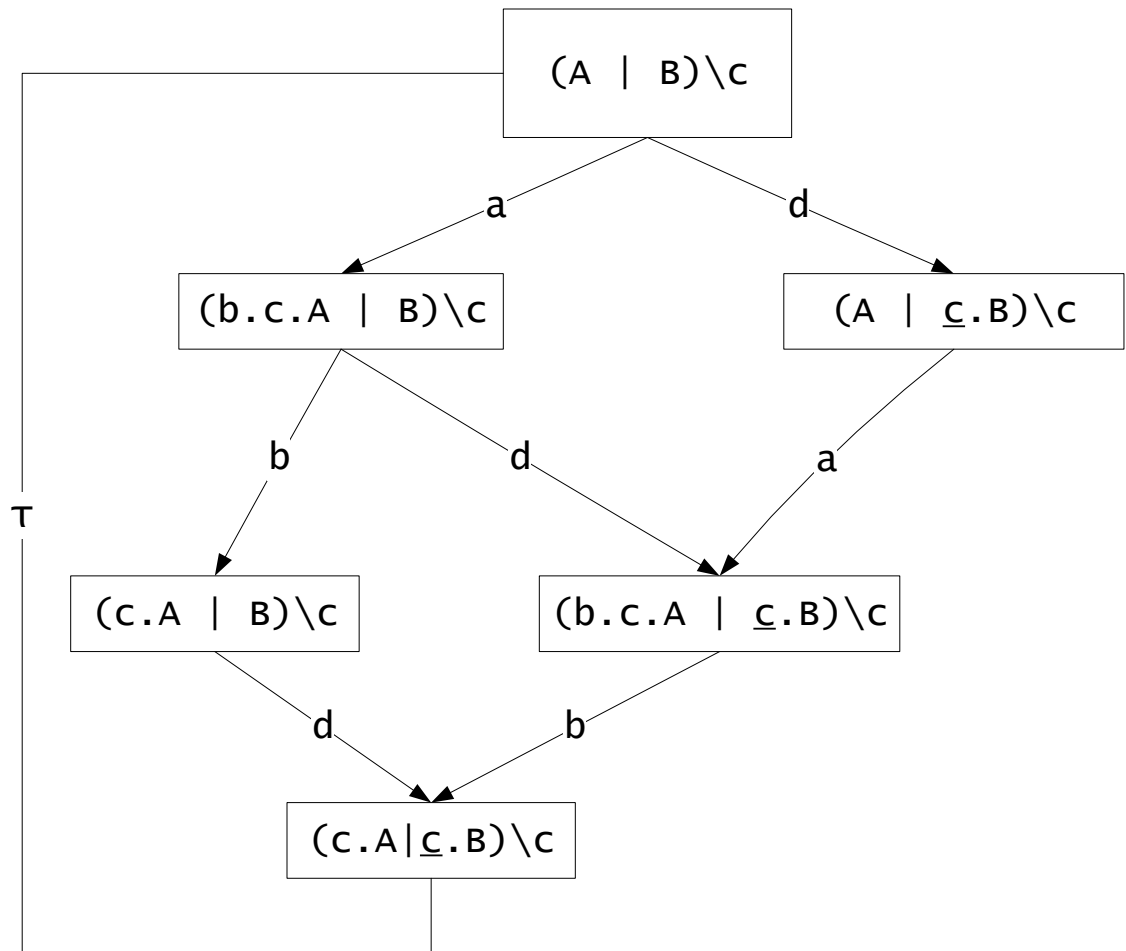 (A | B)\c
a
d
(b.c.A | B)\c
(A | c.B)\c
b
d
a
τ
(c.A | B)\c
(b.c.A | c.B)\c
d
b
(c.A|c.B)\c